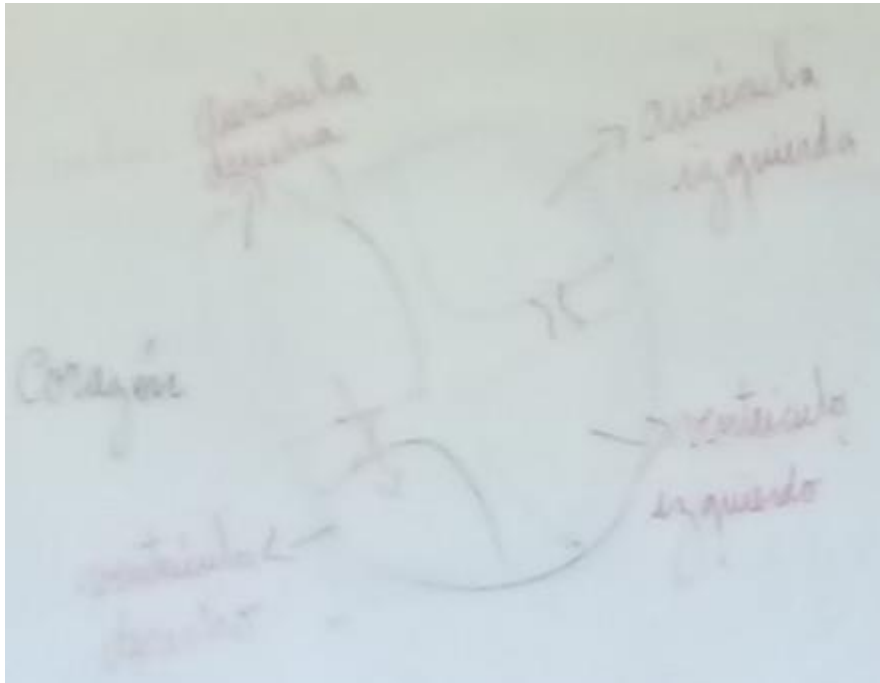 auricula
derecha
auricula
izquierda
Corazón
ventriculo
izquierdo
ventriculo
derecho